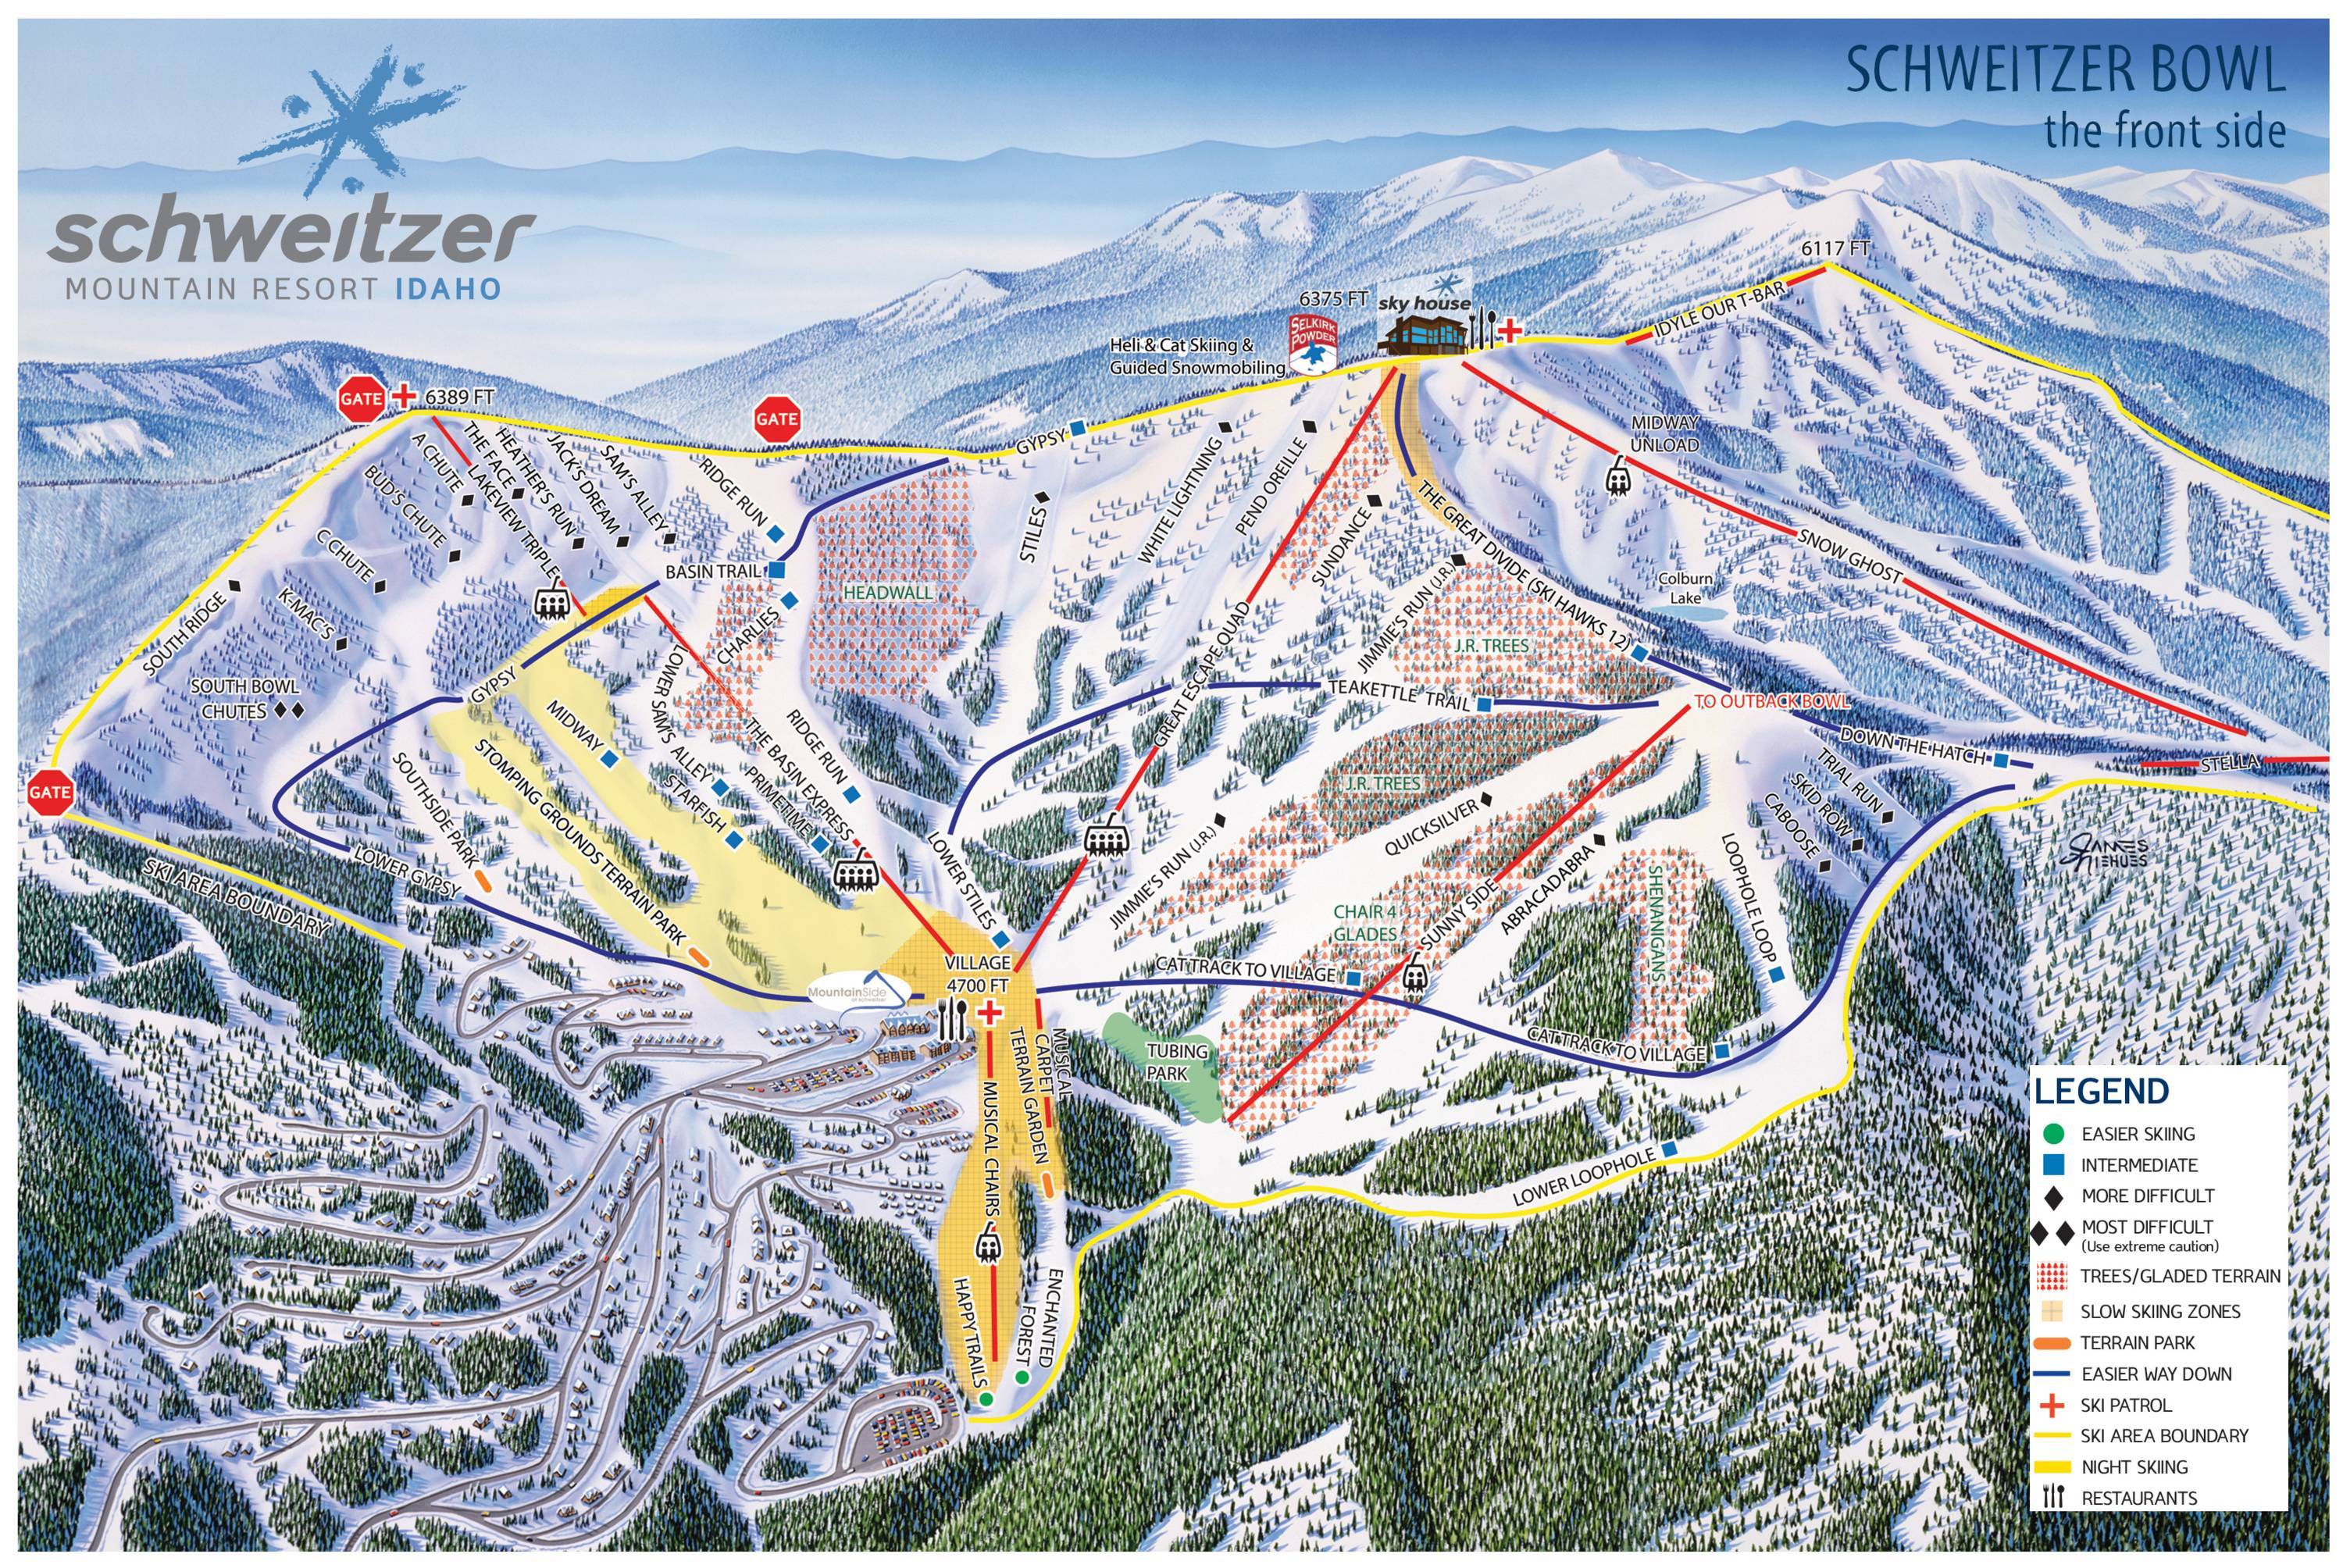 SCHWEITZER BOWL
the front side
schweitzer
MOUNTAIN RESORT IDAHO
6117 FT
IDYLE OUR T-BAR
6375 FT
sky house
SELKIRK
POWDER
Heli & Cat Skiing &
Guided Snowmobiling
GATE
6389 FT
GATE
GYPSY
MIDWAY
UNLOAD
A CHUTE
THE FACE
HEATHER'S RUN
JACK'S DREAM
SAM'S ALLEY
RIDGE RUN
BUD'S CHUTE
LAKEVIEW TRIPLE
C CHUTE
K-MAC'S
SOUTH RIDGE
SOUTH BOWL
CHUTES
BASIN TRAIL
CHARLIES
HEADWALL
STILES
WHITE LIGHTNING
PEND OREILLE
SUNDANCE
THE GREAT DIVIDE (SKI HAWKS 12)
JIMMIE'S RUN (J.R.)
J.R. TREES
Colburn
Lake
SNOW GHOST
GREAT ESCAPE QUAD
TEAKETTLE TRAIL
TO OUTBACK BOWL
DOWN THE HATCH
STELLA
GYPSY
MIDWAY
LOWER SAM'S ALLEY
STARFISH
PRIMETIME
THE BASIN EXPRESS
RIDGE RUN
STOMPING GROUNDS TERRAIN PARK
SOUTHSIDE PARK
GATE
LOWER GYPSY
SKI AREA BOUNDARY
LOWER STILES
J.R. TREES
JIMMIE'S RUN (J.R.)
QUICKSILVER
CHAIR 4
GLADES
SUNNY SIDE
ABRACADABRA
SHENANIGANS
LOOPHOLE LOOP
TRIAL RUN
SKID ROW
CABOOSE
JAMES
NIEHUES
VILLAGE
4700 FT
MountainSide
at schweitzer
CAT TRACK TO VILLAGE
CAT TRACK TO VILLAGE
TUBING
PARK
MUSICAL
CARPET
TERRAIN GARDEN
MUSICAL CHAIRS
LOWER LOOPHOLE
HAPPY TRAILS
ENCHANTED
FOREST
LEGEND
EASIER SKIING
INTERMEDIATE
MORE DIFFICULT
MOST DIFFICULT
(Use extreme caution)
TREES/GLADED TERRAIN
SLOW SKIING ZONES
TERRAIN PARK
EASIER WAY DOWN
SKI PATROL
SKI AREA BOUNDARY
NIGHT SKIING
RESTAURANTS